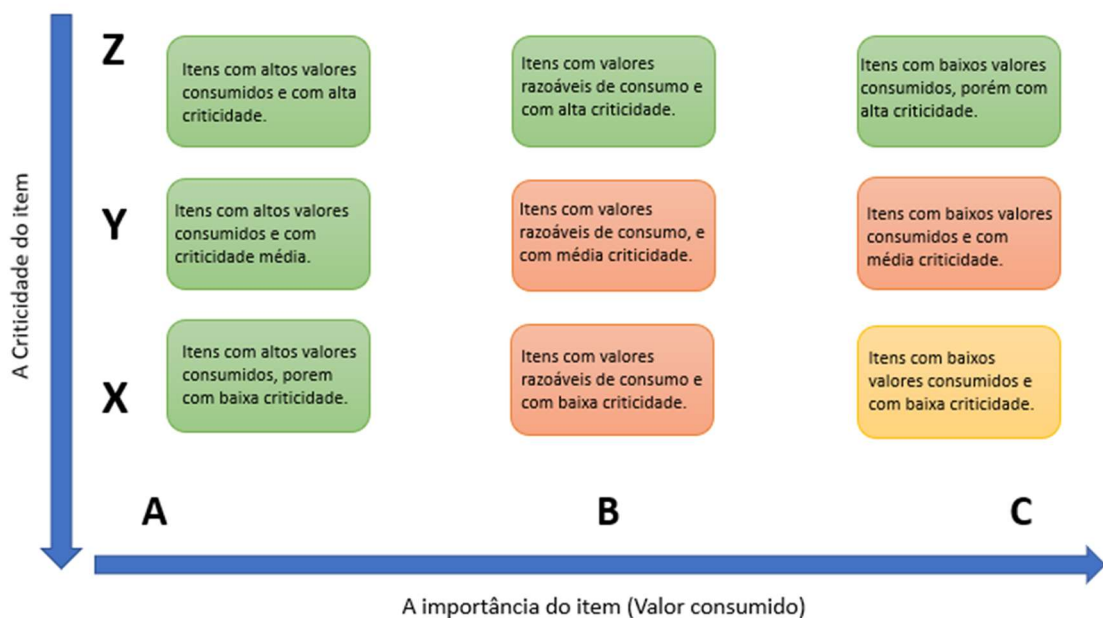 A Criticidade do item
Z
Itens com altos valores
consumidos e com alta
criticidade.
Itens com valores
razoáveis de consumo e
com alta criticidade.
Itens com baixos valores
consumidos, porém com
alta criticidade.
Y
Itens com altos valores
consumidos e com
criticidade média.
Itens com valores
razoáveis de consumo, e
com média criticidade.
Itens com baixos valores
consumidos e com
média criticidade.
X
Itens com altos valores
consumidos, porem
com baixa criticidade.
Itens com valores
razoáveis de consumo e
com baixa criticidade.
Itens com baixos
valores consumidos e
com baixa criticidade.
A
B
C
A importância do item (Valor consumido)